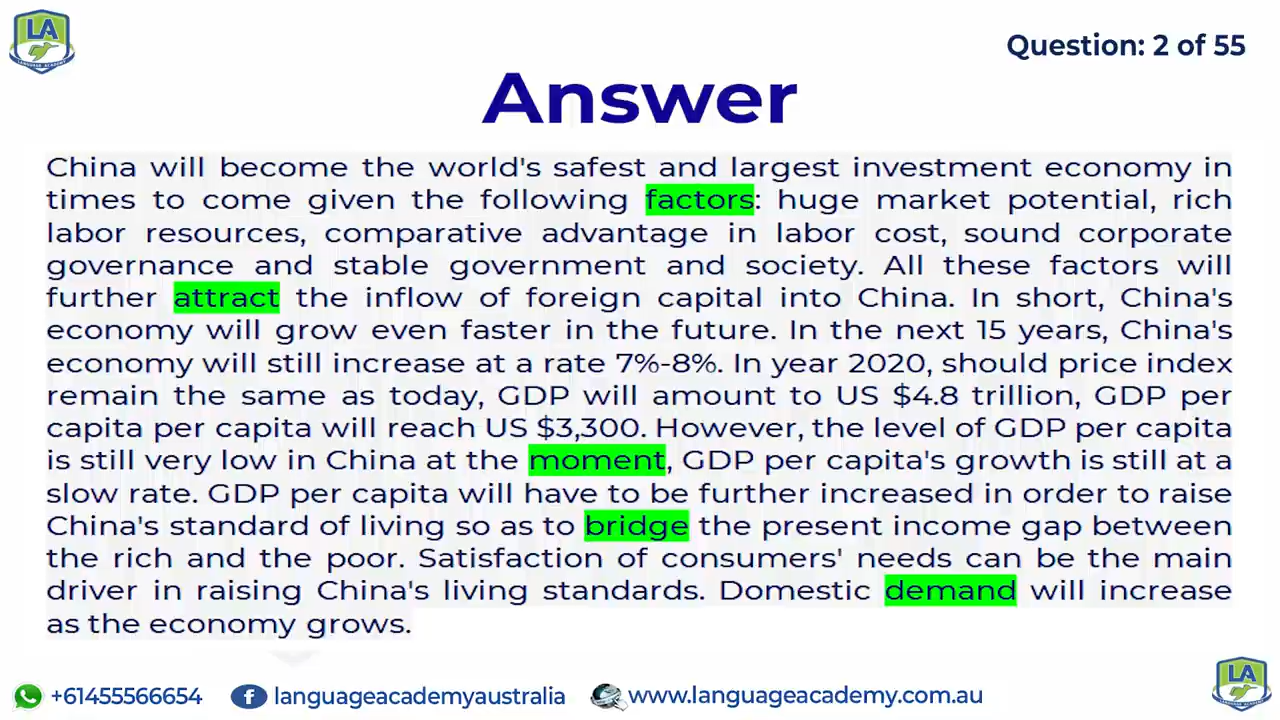 LA
LANGUAGE ACADEMY
Question: 2 of 55
Answer
China will become the world's safest and largest investment economy in
times to come given the following factors: huge market potential, rich
labor resources, comparative advantage in labor cost, sound corporate
governance and stable government and society. All these factors will
further attract the inflow of foreign capital into China. In short, China's
economy will grow even faster in the future. In the next 15 years, China's
economy will still increase at a rate 7%-8%. In year 2020, should price index
remain the same as today, GDP will amount to US $4.8 trillion, GDP per
capita per capita will reach US $3,300. However, the level of GDP per capita
is still very low in China at the moment, GDP per capita's growth is still at a
slow rate. GDP per capita will have to be further increased in order to raise
China's standard of living so as to bridge the present income gap between
the rich and the poor. Satisfaction of consumers' needs can be the main
driver in raising China's living standards. Domestic demand will increase
as the economy grows.
+61455566654
languageacademyaustralia
www.languageacademy.com.au
LA
LANGUAGE ACADEMY